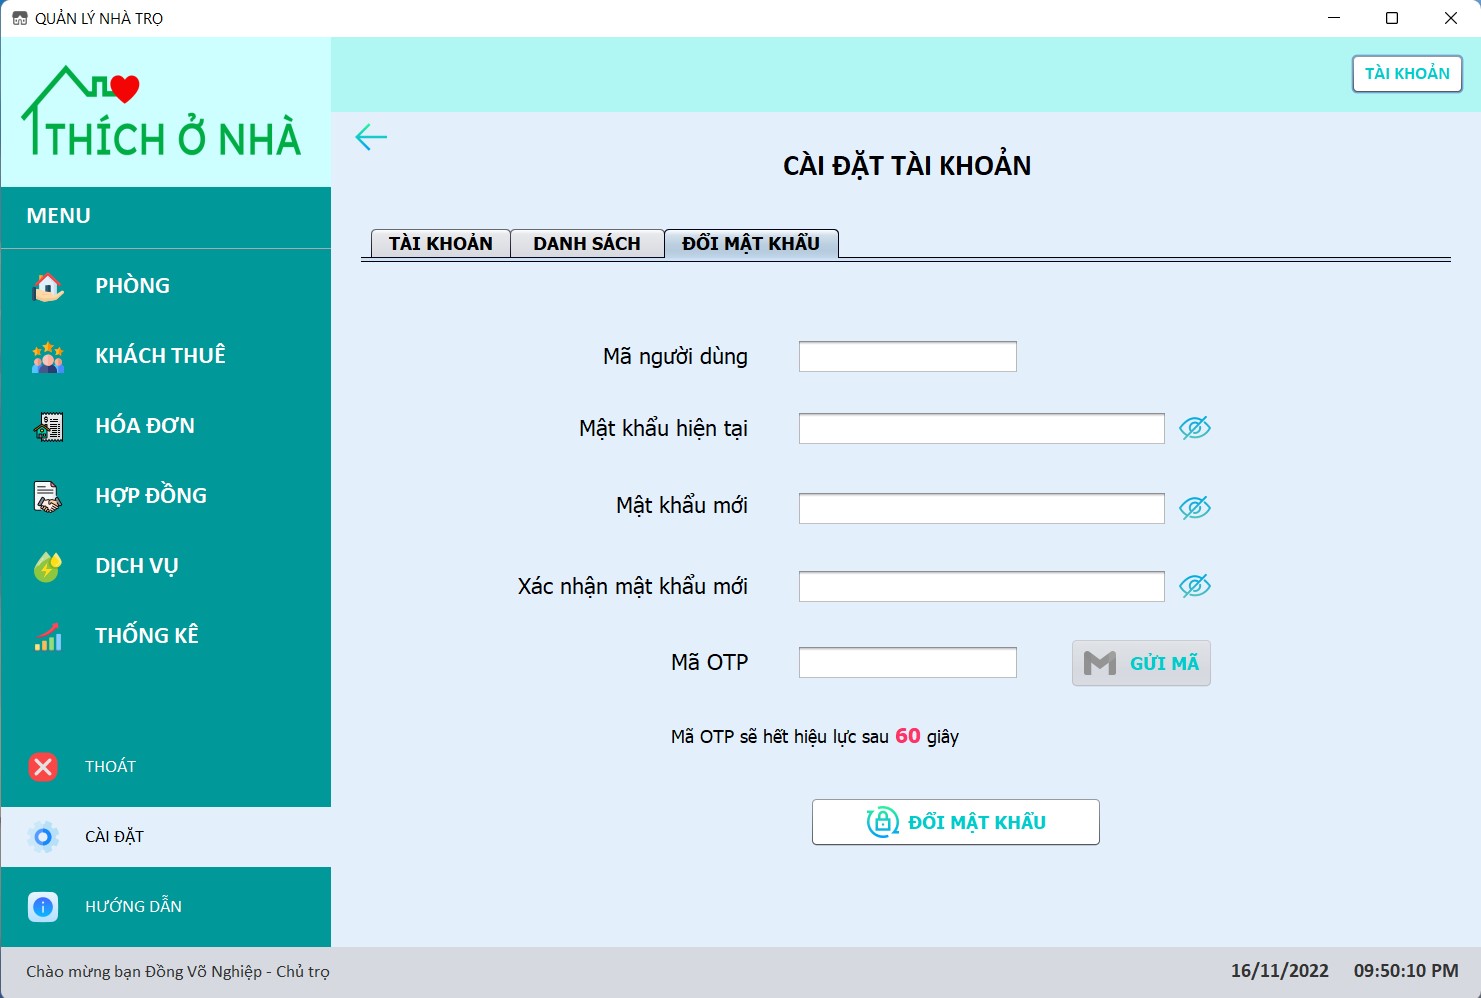 QUẢN LÝ NHÀ TRỌ
THÍCH Ở NHÀ
TÀI KHOẢN
MENU
PHÒNG
KHÁCH THUÊ
HÓA ĐƠN
HỢP ĐỒNG
DỊCH VỤ
THỐNG KÊ
THOÁT
CÀI ĐẶT
HƯỚNG DẪN
CÀI ĐẶT TÀI KHOẢN
TÀI KHOẢN DANH SÁCH ĐỔI MẬT KHẨU
Mã người dùng
Mật khẩu hiện tại
Mật khẩu mới
Xác nhận mật khẩu mới
Mã OTP GỬI MÃ
Mã OTP sẽ hết hiệu lực sau 60 giây
ĐỔI MẬT KHẨU
Chào mừng bạn Đồng Võ Nghiệp - Chủ trọ 16/11/2022 09:50:10 PM